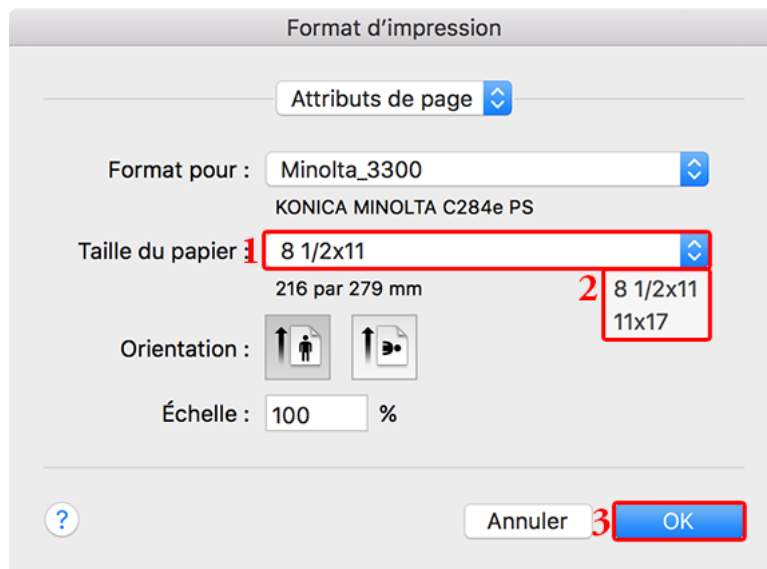 Format d'impression
Attributs de page
Format pour : Minolta_3300
KONICA MINOLTA C284e PS
Taille du papier : 1 8 1/2x11
216 par 279 mm
2 8 1/2x11
11x17
Orientation :
Échelle : 100 %
? Annuler 3 OK